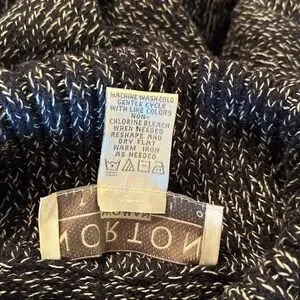 MACHINE WASH COLD
GENTLE CYCLE
WITH LIKE COLORS
NON-
CHLORINE BLEACH
WHEN NEEDED
RESHAPE AND
DRY FLAT
WARM IRON
AS NEEDED
NORTON
WOMAN